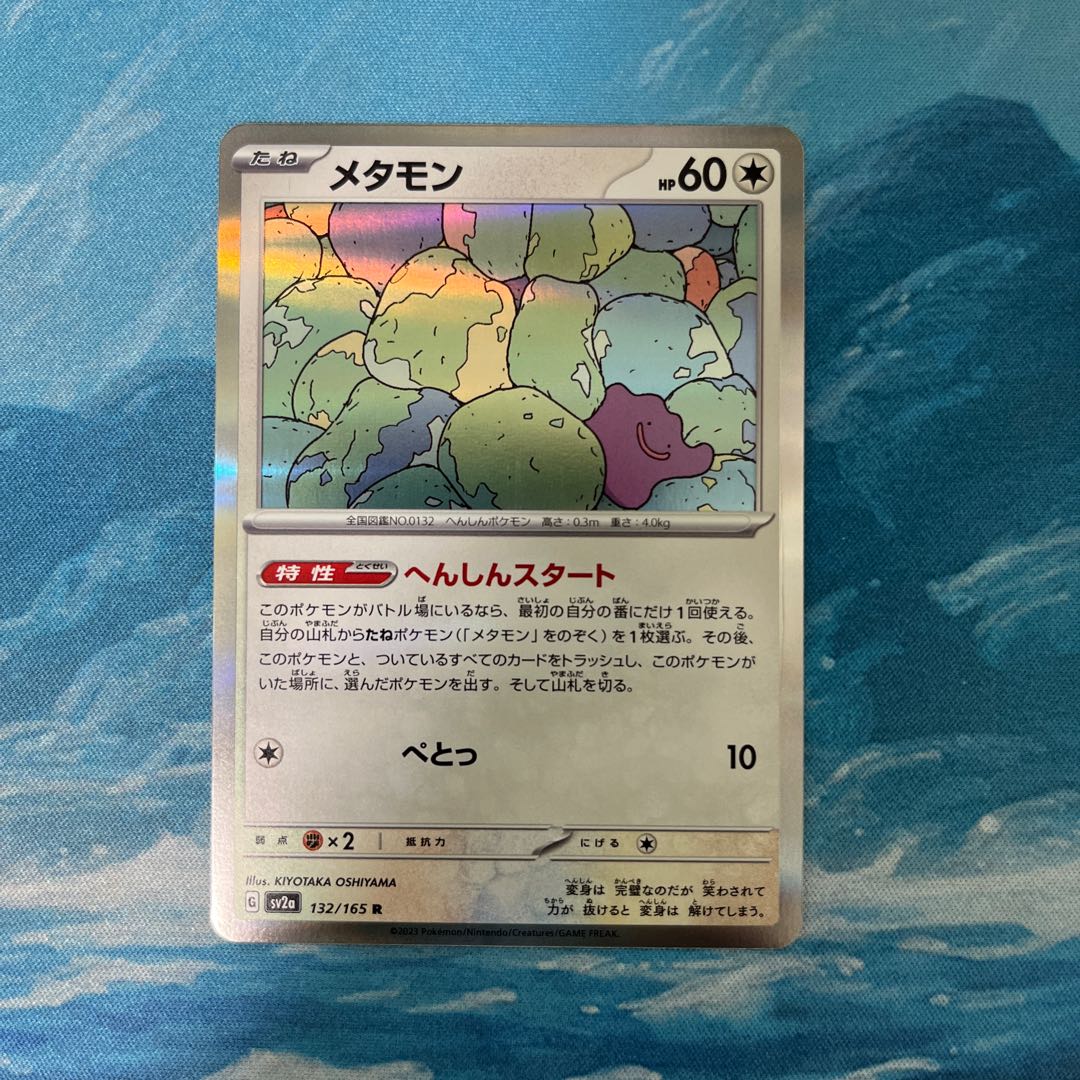 たね メタモン HP 60
全国図鑑NO.0132 へんしんポケモン 高さ:0.3m 重さ:4.0kg
特性 とくせい へんしんスタート
このポケモンがバトル場にいるなら、最初の自分の番にだけ1回使える。
自分の山札からたねポケモン(「メタモン」をのぞく)を1枚選ぶ。その後、
このポケモンと、ついているすべてのカードをトラッシュし、このポケモンが
いた場所に、選んだポケモンを出す。そして山札を切る。
ぺとっ 10
弱点 ×2 抵抗力 にげる
Illus. KIYOTAKA OSHIYAMA
変身は 完璧なのだが 笑わされて
力が 抜けると 変身は 解けてしまう。
G sv2a 132/165 R
©2023 Pokémon/Nintendo/Creatures/GAME FREAK.